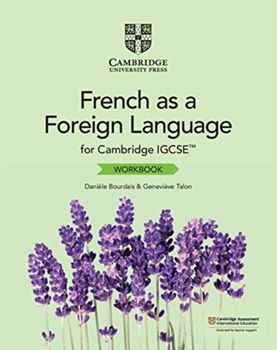 CAMBRIDGE
UNIVERSITY PRESS
French as a
Foreign Language
for Cambridge IGCSE™
WORKBOOK
Danièle Bourdais & Geneviève Talon
Cambridge Assessment
International Education
Endorsed for learner support